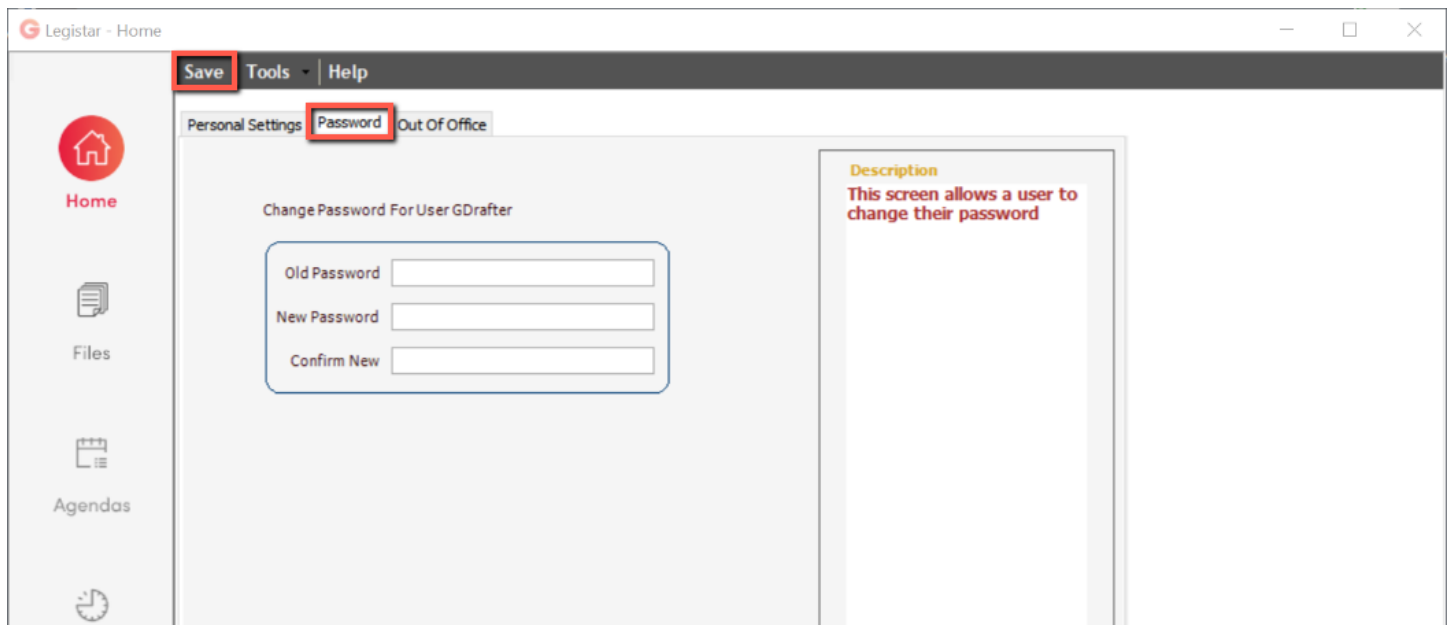 G Legistar - Home
Save Tools Help
Personal Settings Password Out Of Office
Home
Files
Agendas
Change Password For User GDrafter
Old Password
New Password
Confirm New
Description
This screen allows a user to
change their password